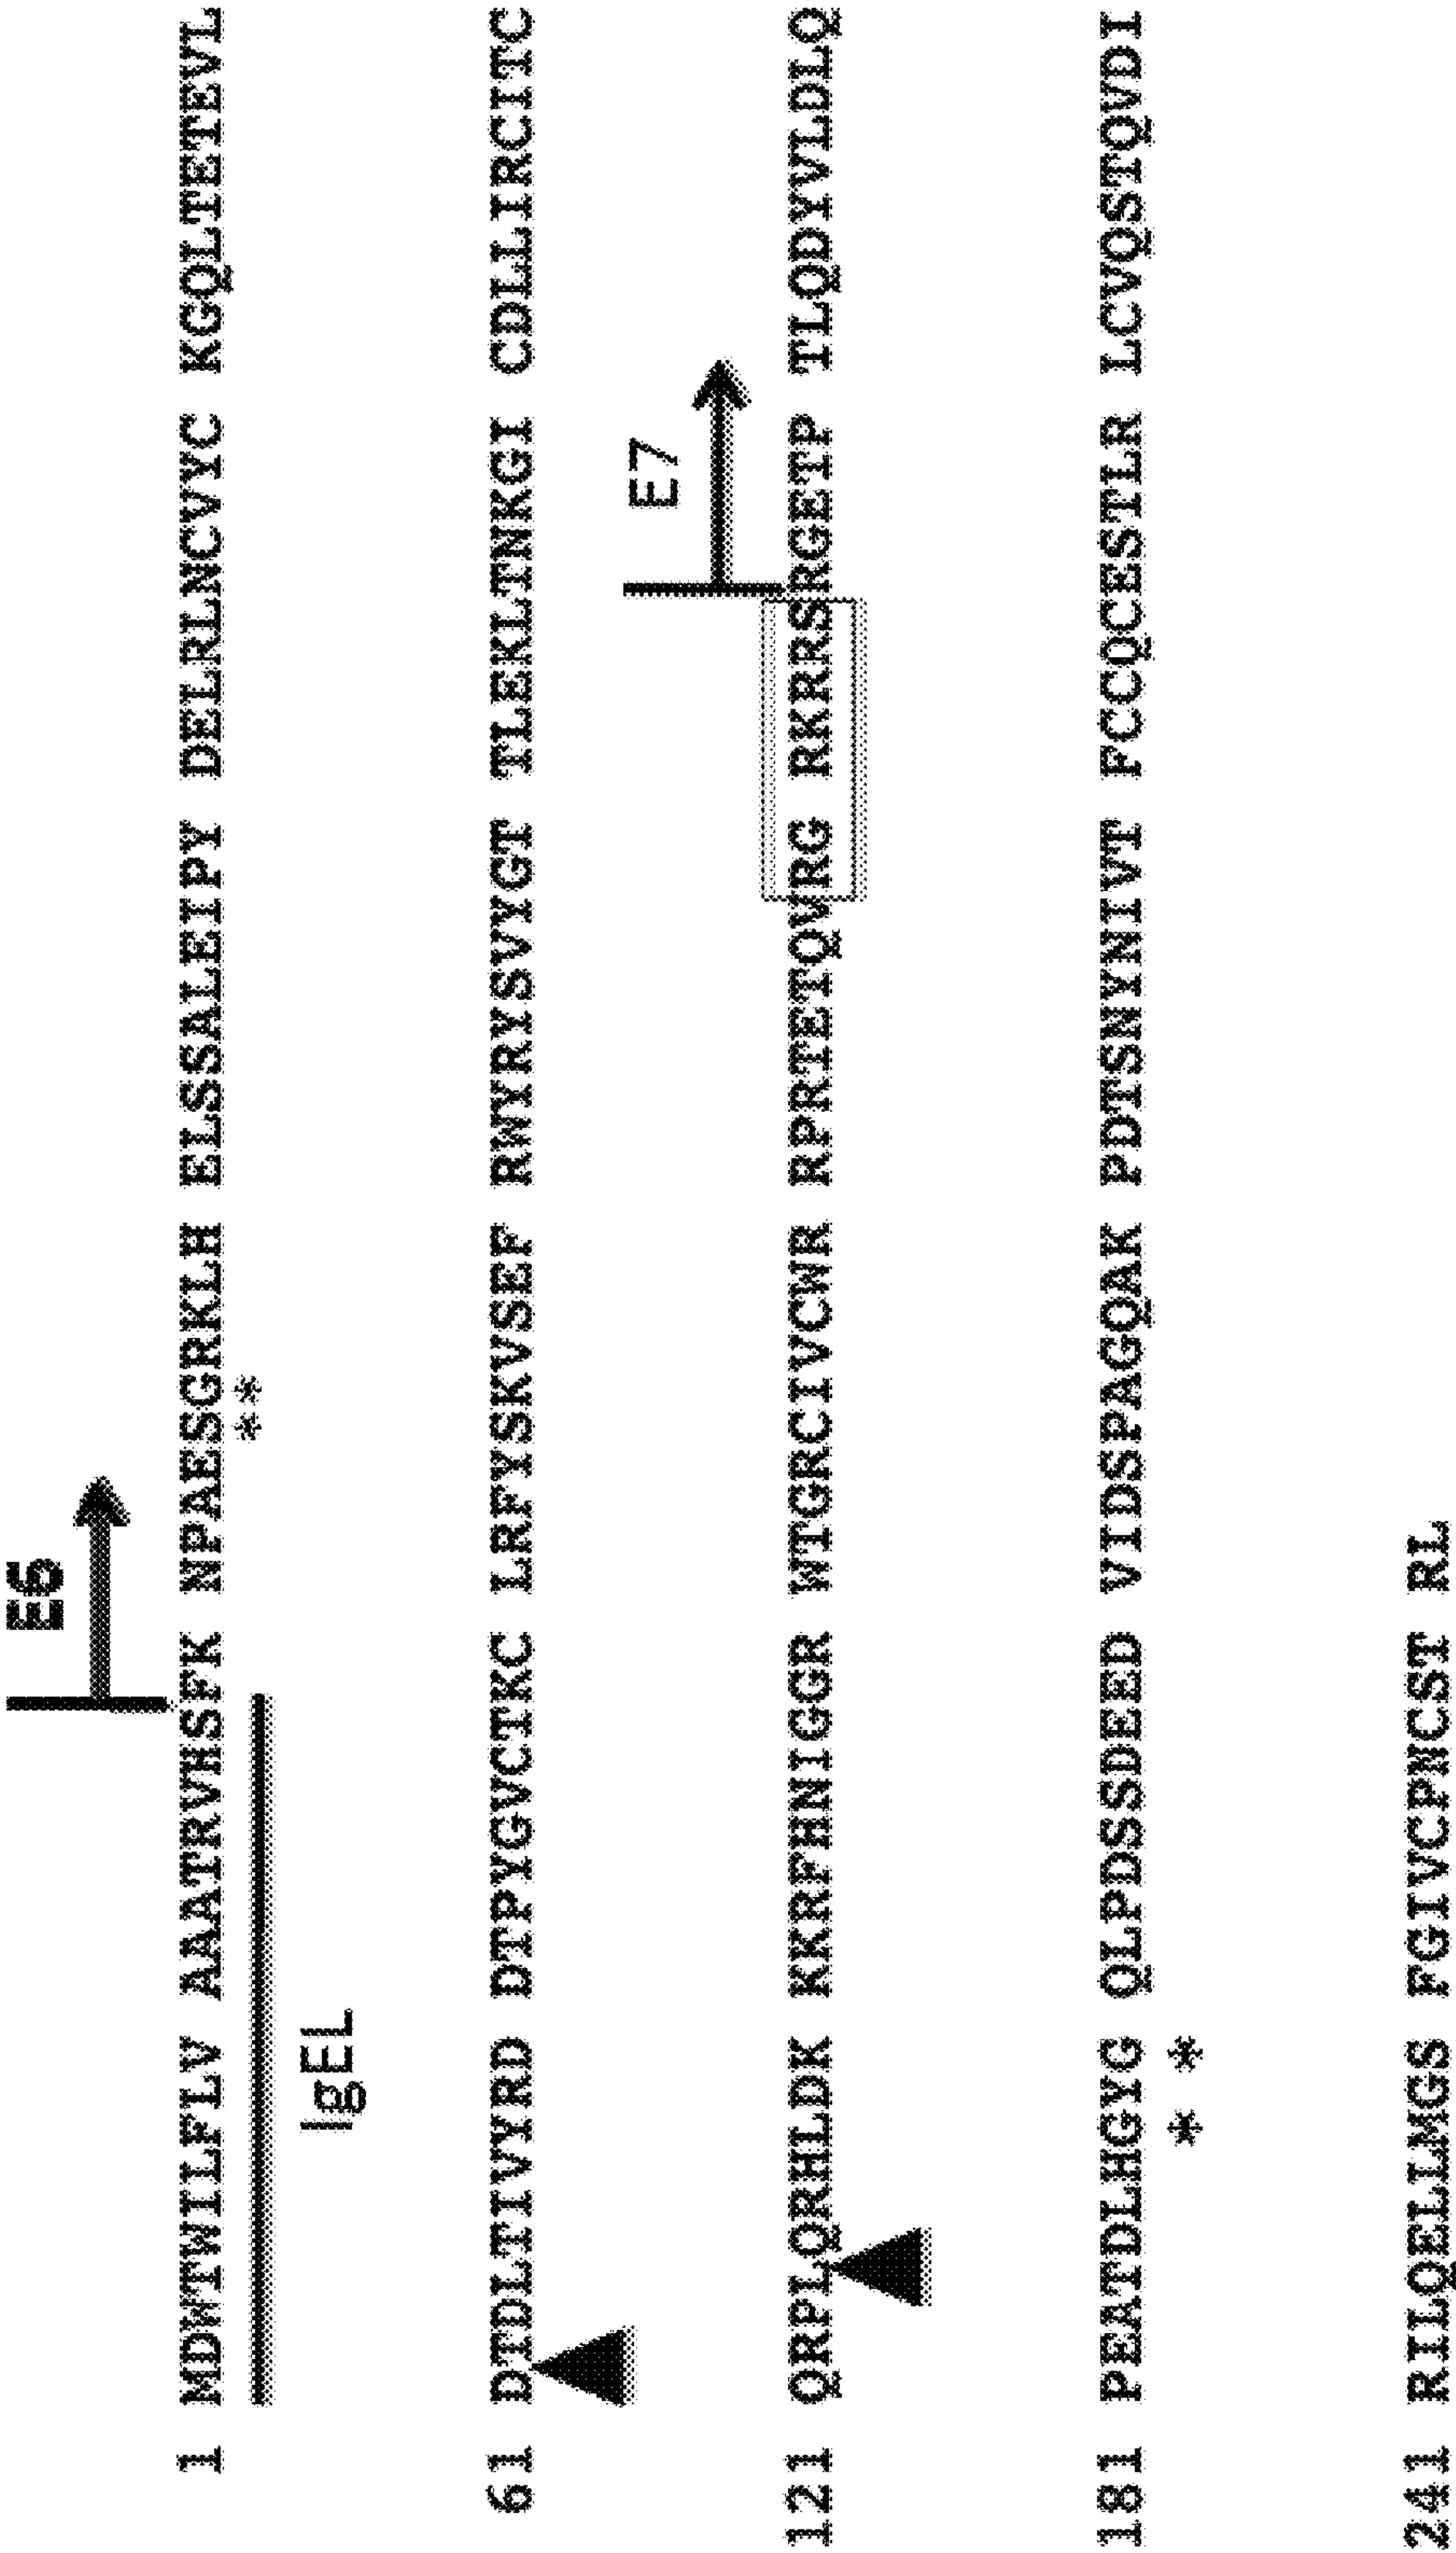 E6
1 MDWTWILFLV AAATRVHSFK NPAESGRKLH ELSSALEIPY DELRLNCVYC KGQLTETEVL
**
IgEL
61 DTDLTIVYRD DTPYGVCTKC LRFYSKVSEF RWYRYSVYGT TLEKLTNKGI CDLLIRCITC
E7
121 QRPLQRHLDK KKRFHNIGGR WTGRCIVCWR RPRTETQVRG RKRRSRGETP TLQDYVLDLQ
181 PEATDLHGYG QLPDSSDEED VIDSPAGQAK PDTSNYNIVT FCCQCESTLR LCVQSTQVDI
* *
241 RILQELLMGS FGIVCPNCST RL